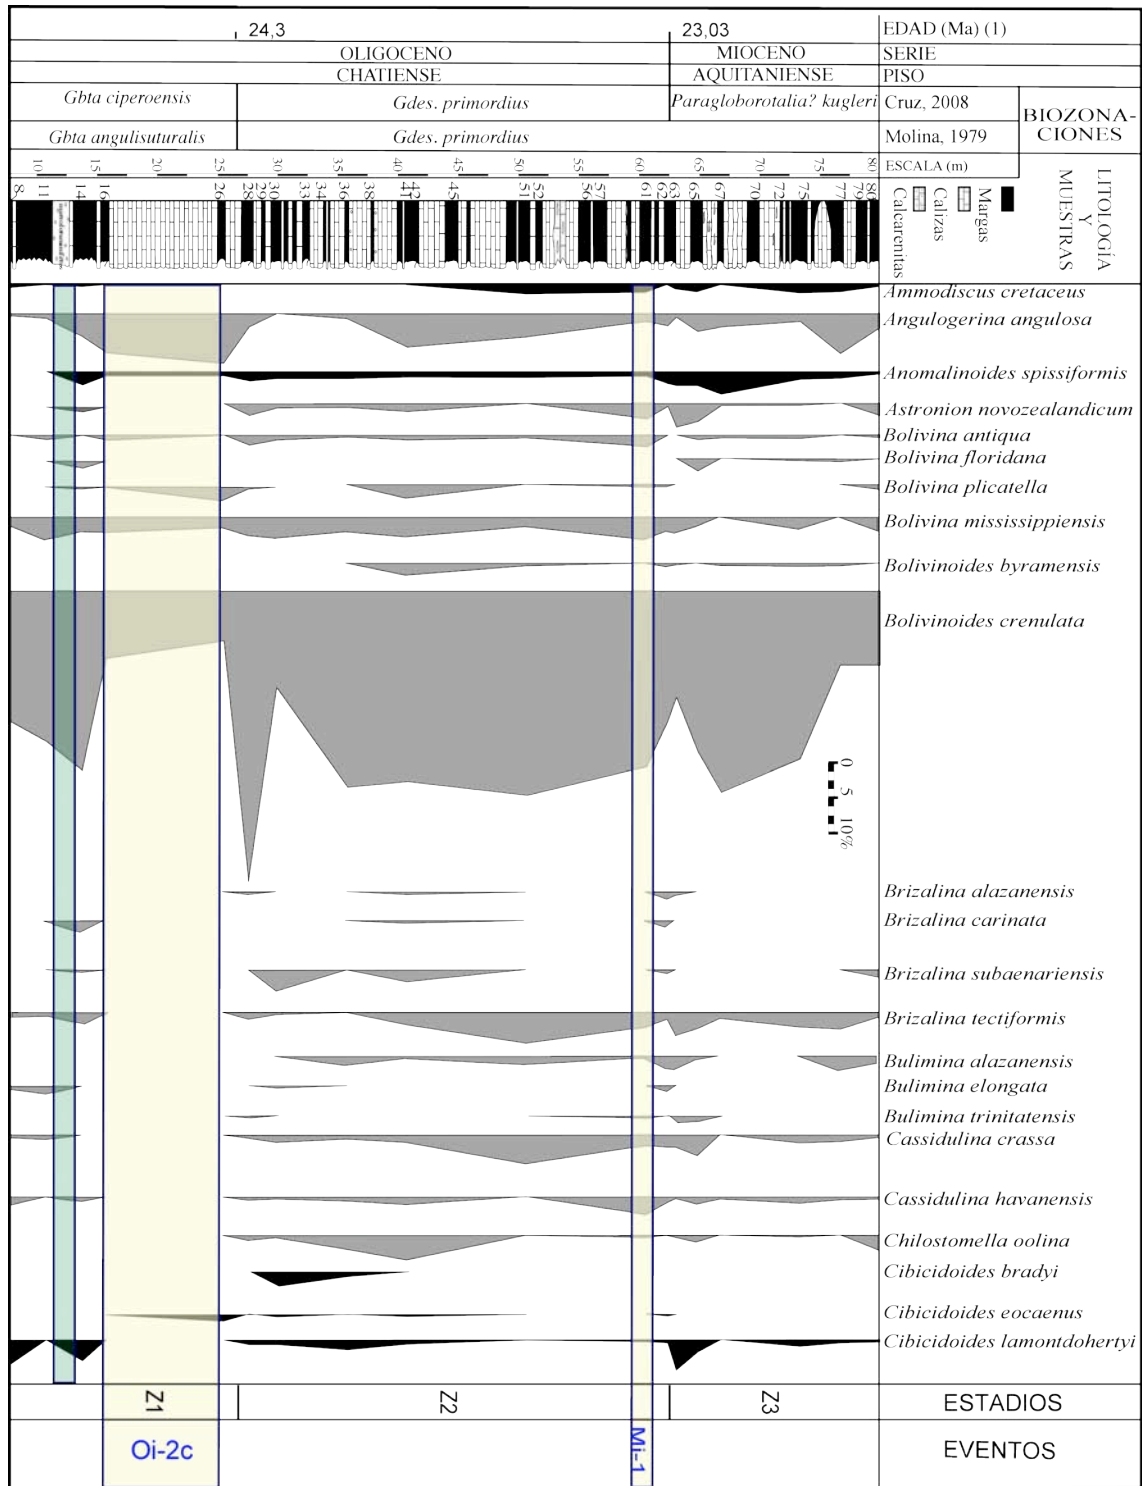 24,3 23,03 EDAD (Ma) (1)
OLIGOCENO MIOCENO SERIE
CHATIENSE AQUITANIENSE PISO
Gbta ciperoensis Gdes. primordius Paragloborotalia? kugleri Cruz, 2008
Gbta angulisuturalis Gdes. primordius Molina, 1979
BIOZONA-
CIONES
10 15 20 25 30 35 40 45 50 55 60 65 70 75 80 ESCALA (m)
8 11 14 16 26 28 29 30 33 34 36 38 41 42 45 51 52 56 57 61 62 63 65 67 72 75 77 79 80
Margas
Calizas
Calcarenitas
LITOLOGÍA
Y
MUESTRAS
Ammodiscus cretaceus
Angulogerina angulosa
Anomalinoides spissiformis
Astronion novozealandicum
Bolivina antiqua
Bolivina floridana
Bolivina plicatella
Bolivina mississippiensis
Bolivinoides byramensis
Bolivinoides crenulata
0 5 10%
Brizalina alazanensis
Brizalina carinata
Brizalina subaenariensis
Brizalina tectiformis
Bulimina alazanensis
Bulimina elongata
Bulimina trinitatensis
Cassidulina crassa
Cassidulina havanensis
Chilostomella oolina
Cibicidoides bradyi
Cibicidoides eocaenus
Cibicidoides lamontdohertyi
Z1 Z2 Z3 ESTADIOS
Oi-2c Mi-1 EVENTOS